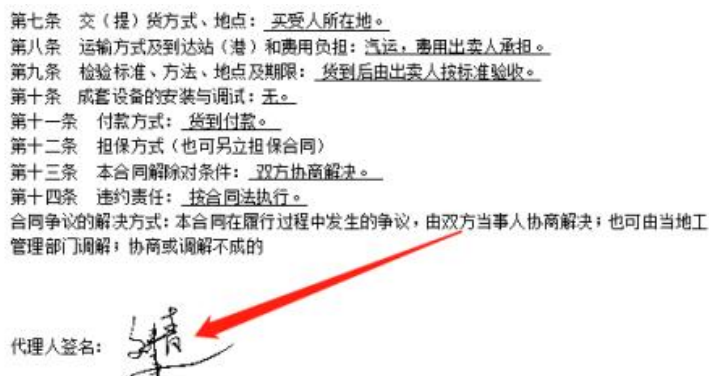 第七条 交（提）货方式、地点：买受人所在地。
第八条 运输方式及到达站（港）和费用负担：汽运，费用出卖人承担。
第九条 检验标准、方法、地点及期限：货到后由出卖人按标准验收。
第十条 成套设备的安装与调试：无。
第十一条 付款方式：货到付款。
第十二条 担保方式（也可另立担保合同）
第十三条 本合同解除对条件：双方协商解决。
第十四条 违约责任：按合同法执行。
合同争议的解决方式：本合同在履行过程中发生的争议，由双方当事人协商解决；也可由当地工
管理部门调解；协商或调解不成的
代理人签名：